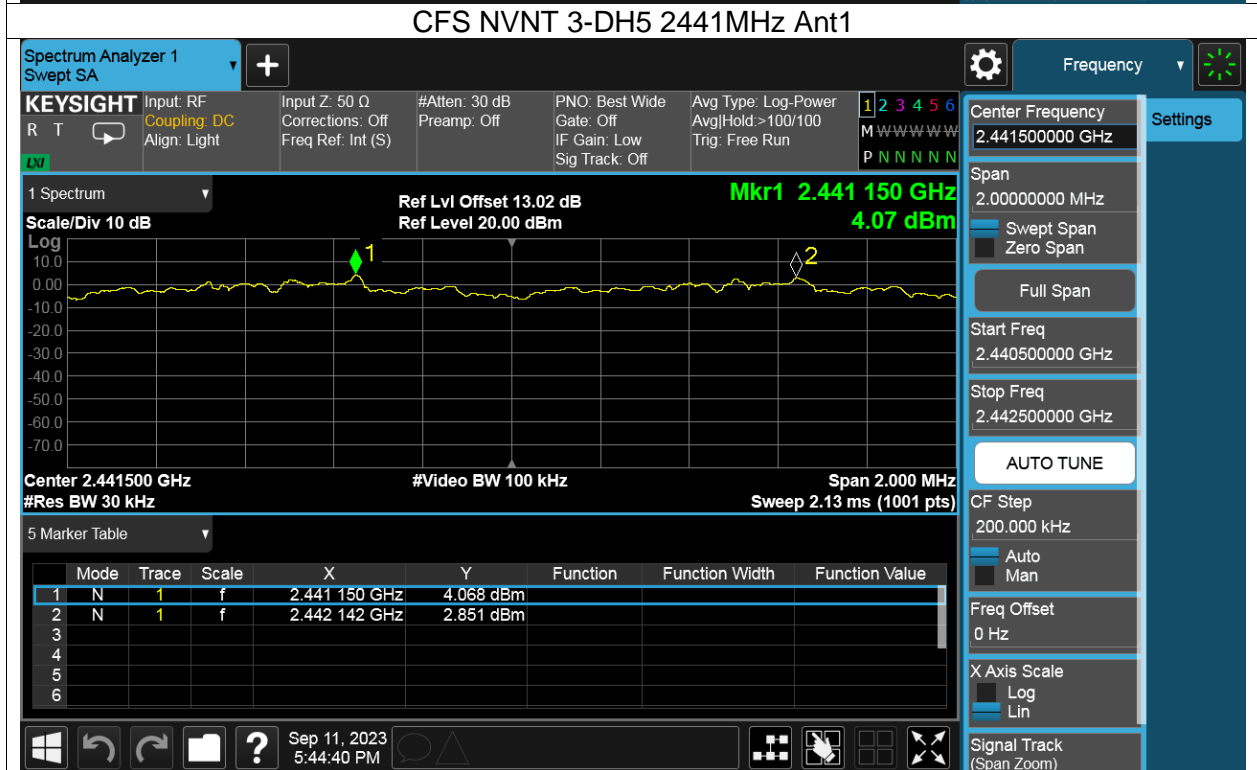 CFS NVNT 3-DH5 2441MHz Ant1
Spectrum Analyzer 1
Swept SA
+
Frequency
KEYSIGHT
R T
LXI
Input: RF
Coupling: DC
Align: Light
Input Z: 50 Ω
Corrections: Off
Freq Ref: Int (S)
#Atten: 30 dB
Preamp: Off
PNO: Best Wide
Gate: Off
IF Gain: Low
Sig Track: Off
Avg Type: Log-Power
Avg|Hold:>100/100
Trig: Free Run
1 2 3 4 5 6
M W W W W W
P N N N N N
1 Spectrum
Scale/Div 10 dB
Ref Lvl Offset 13.02 dB
Ref Level 20.00 dBm
Mkr1 2.441 150 GHz
4.07 dBm
Log
10.0
0.00
-10.0
-20.0
-30.0
-40.0
-50.0
-60.0
-70.0
1
2
Center 2.441500 GHz
#Res BW 30 kHz
#Video BW 100 kHz
Span 2.000 MHz
Sweep 2.13 ms (1001 pts)
5 Marker Table
Mode Trace Scale X Y Function Function Width Function Value
1 N 1 f 2.441 150 GHz 4.068 dBm
2 N 1 f 2.442 142 GHz 2.851 dBm
3
4
5
6
?
Sep 11, 2023
5:44:40 PM
Center Frequency
2.441500000 GHz
Settings
Span
2.00000000 MHz
Swept Span
Zero Span
Full Span
Start Freq
2.440500000 GHz
Stop Freq
2.442500000 GHz
AUTO TUNE
CF Step
200.000 kHz
Auto
Man
Freq Offset
0 Hz
X Axis Scale
Log
Lin
Signal Track
(Span Zoom)